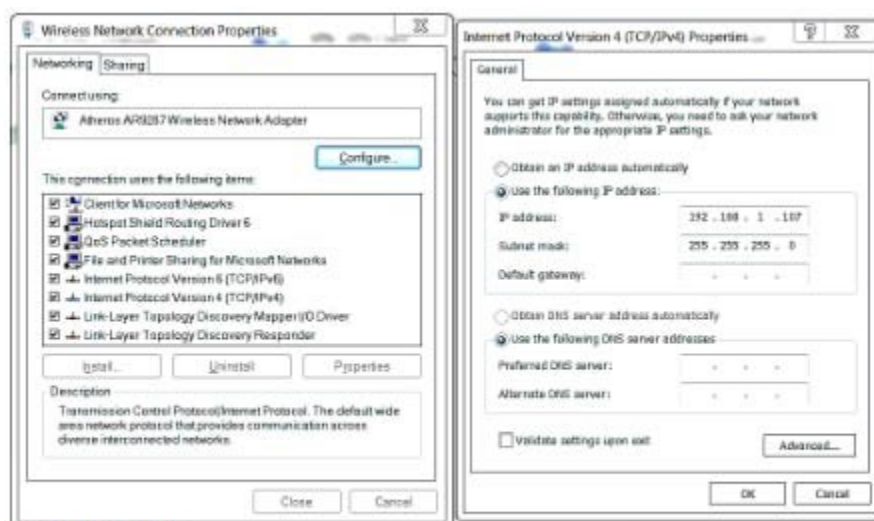 Wireless Network Connection Properties
Networking
Sharing
Connect using:
Atheros AR9287 Wireless Network Adapter
Configure...
This connection uses the following items:
Client for Microsoft Networks
Hotspot Shield Routing Driver 6
QoS Packet Scheduler
File and Printer Sharing for Microsoft Networks
Internet Protocol Version 6 (TCP/IPv6)
Internet Protocol Version 4 (TCP/IPv4)
Link-Layer Topology Discovery Mapper I/O Driver
Link-Layer Topology Discovery Responder
Install...
Uninstall
Properties
Description
Transmission Control Protocol/Internet Protocol. The default wide
area network protocol that provides communication across
diverse interconnected networks.
Close
Cancel
Internet Protocol Version 4 (TCP/IPv4) Properties
General
You can get IP settings assigned automatically if your network
supports this capability. Otherwise, you need to ask your network
administrator for the appropriate IP settings.
Obtain an IP address automatically
Use the following IP address:
IP address:
192 . 168 . 1 . 107
Subnet mask:
255 . 255 . 255 . 0
Default gateway:
Obtain DNS server address automatically
Use the following DNS server addresses
Preferred DNS server:
Alternate DNS server:
Validate settings upon exit
Advanced...
OK
Cancel